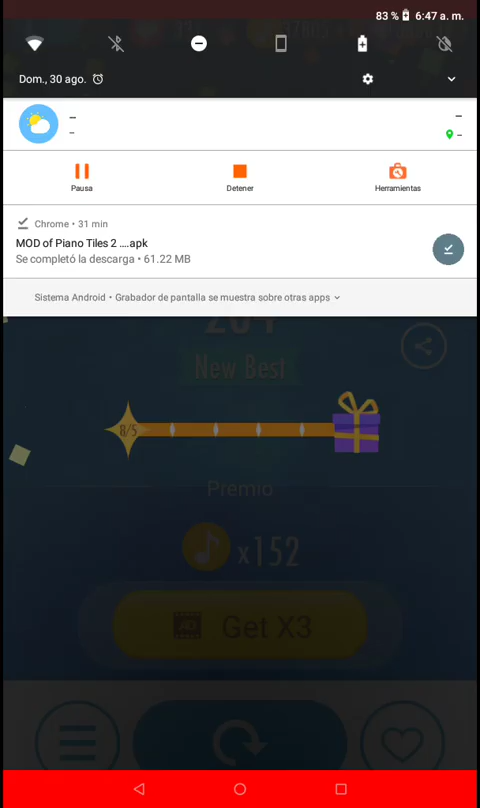 83 % 6:47 a. m.
Dom., 30 ago.
–
–
–
–
Pausa
Detener
Herramientas
Chrome • 31 min
MOD of Piano Tiles 2 ....apk
Se completó la descarga • 61.22 MB
Sistema Android • Grabador de pantalla se muestra sobre otras apps
204
New Best
8/5
Premio
x152
Get X3